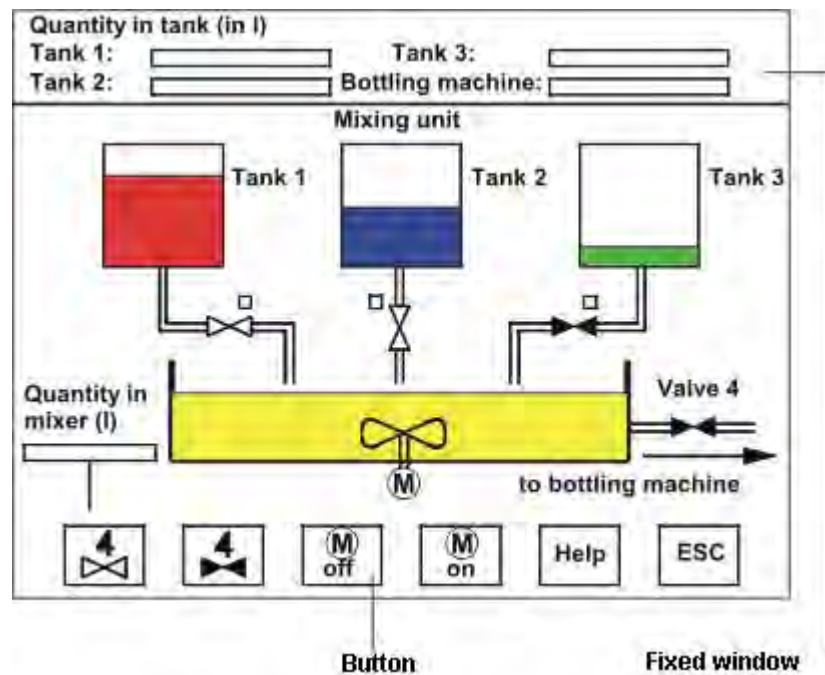 Quantity in tank (in l)
Tank 1:
Tank 3:
Tank 2:
Bottling machine:
Mixing unit
Tank 1
Tank 2
Tank 3
Quantity in
mixer (l)
Valve 4
M
to bottling machine
4
4
M
off
M
on
Help
ESC
Button
Fixed window